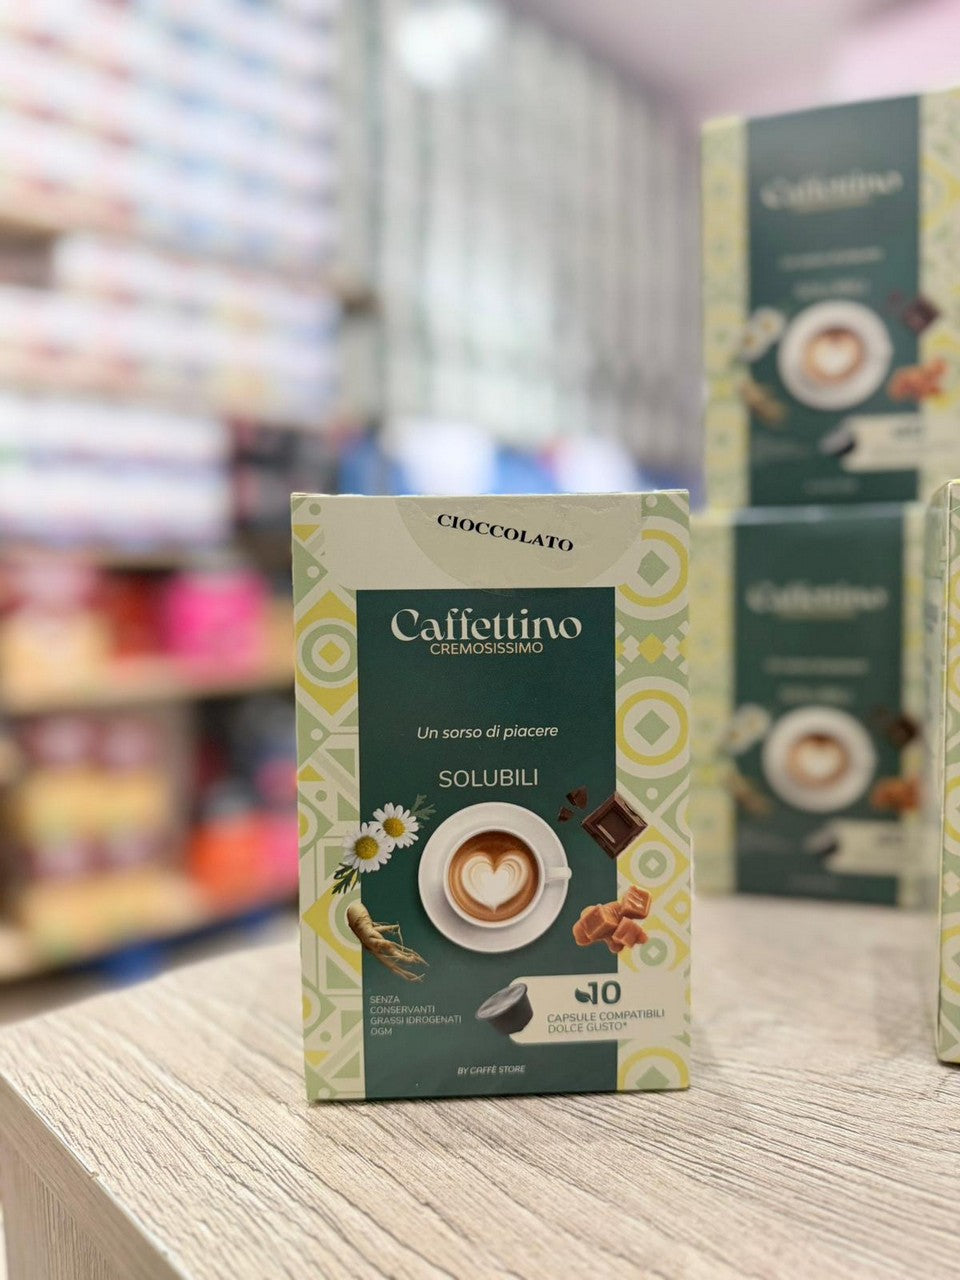 CIOCCOLATO
Caffettino
CREMOSISSIMO
Un sorso di piacere
SOLUBILI
SENZA
CONSERVANTI
GRASSI IDROGENATI
OGM
10
CAPSULE COMPATIBILI
DOLCE GUSTO*
BY CAFFÈ STORE
Caffettino
Caffettino